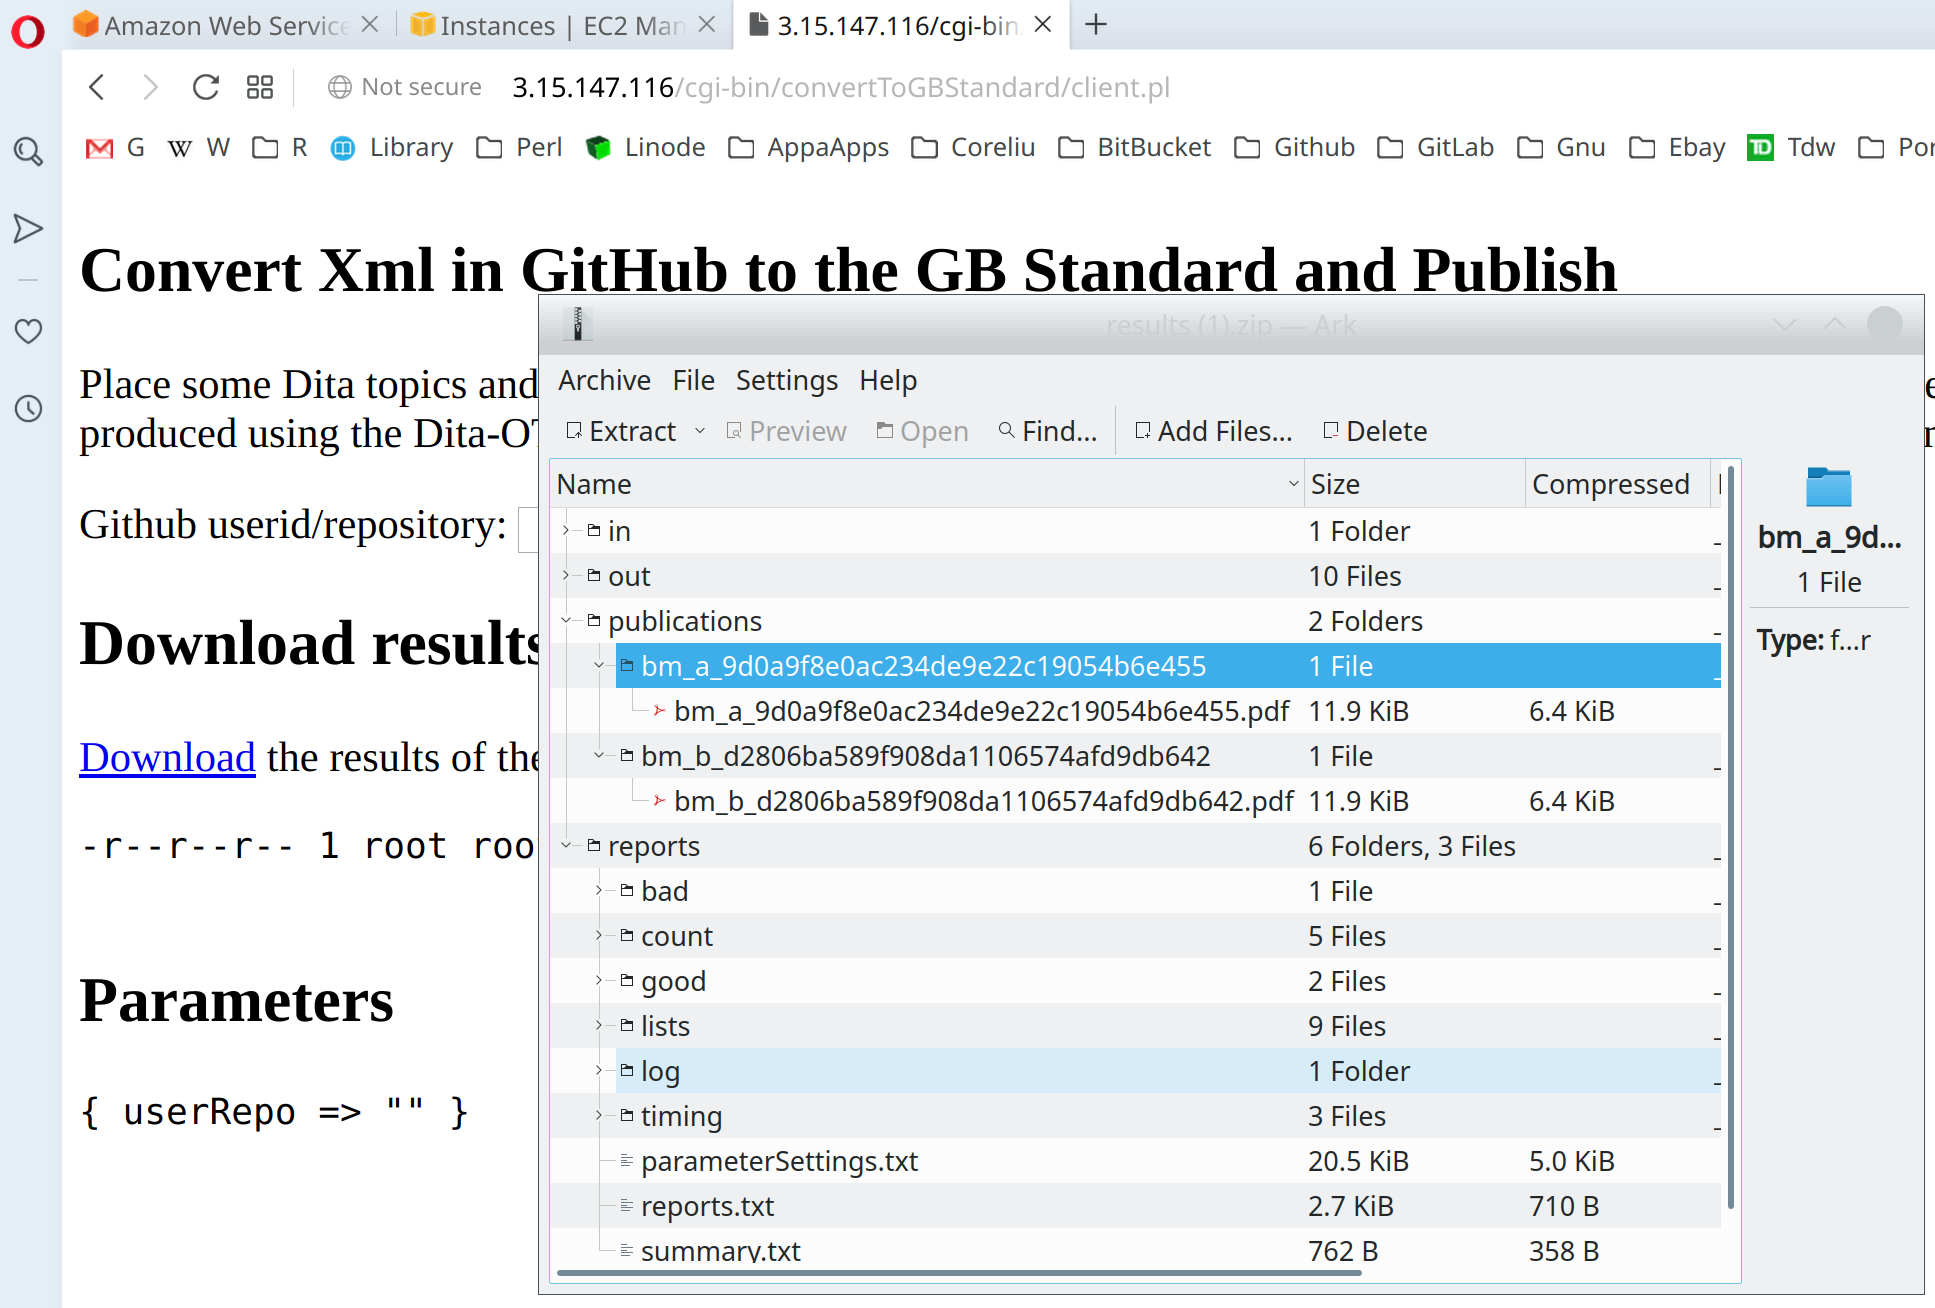 Amazon Web Service
Instances | EC2 Man
3.15.147.116/cgi-bin
Not secure 3.15.147.116/cgi-bin/convertToGBStandard/client.pl
G W R Library Perl Linode AppaApps Coreliu BitBucket Github GitLab Gnu Ebay Tdw Por
Convert Xml in GitHub to the GB Standard and Publish
Place some Dita topics and
produced using the Dita-OT
Github userid/repository:
Download results
Download the results of the
-r--r--r-- 1 root roo
Parameters
{ userRepo => "" }
results (1).zip — Ark
Archive File Settings Help
Extract Preview Open Find... Add Files... Delete
Name Size Compressed
in 1 Folder
out 10 Files
publications 2 Folders
bm_a_9d0a9f8e0ac234de9e22c19054b6e455 1 File
bm_a_9d0a9f8e0ac234de9e22c19054b6e455.pdf 11.9 KiB 6.4 KiB
bm_b_d2806ba589f908da1106574afd9db642 1 File
bm_b_d2806ba589f908da1106574afd9db642.pdf 11.9 KiB 6.4 KiB
reports 6 Folders, 3 Files
bad 1 File
count 5 Files
good 2 Files
lists 9 Files
log 1 Folder
timing 3 Files
parameterSettings.txt 20.5 KiB 5.0 KiB
reports.txt 2.7 KiB 710 B
summary.txt 762 B 358 B
bm_a_9d...
1 File
Type: f...r